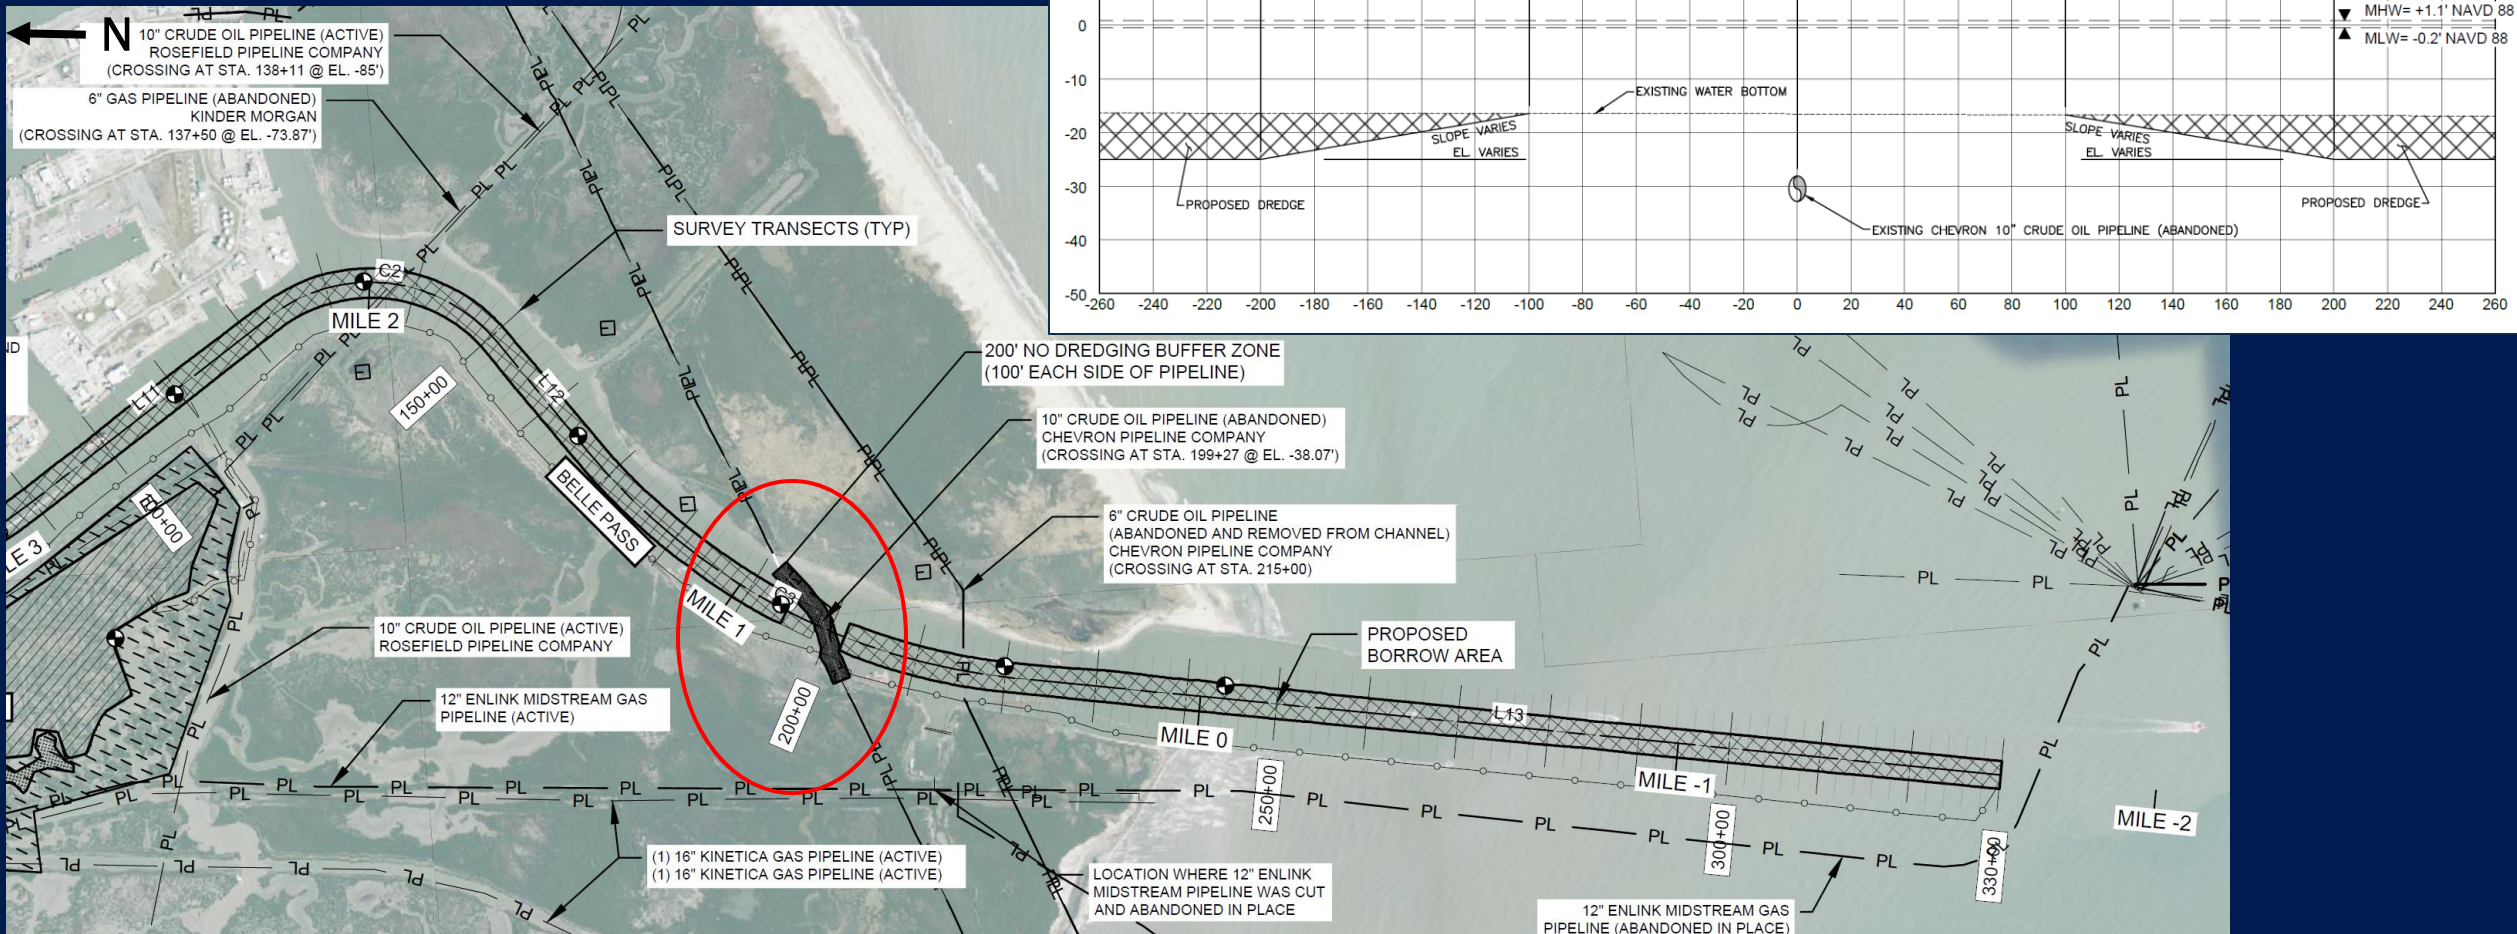 N
10" CRUDE OIL PIPELINE (ACTIVE)
ROSEFIELD PIPELINE COMPANY
(CROSSING AT STA. 138+11 @ EL. -85')
6" GAS PIPELINE (ABANDONED)
KINDER MORGAN
(CROSSING AT STA. 137+50 @ EL. -73.87')
SURVEY TRANSECTS (TYP)
C2
MILE 2
L11
150+00
L12
BELLE PASS
MILE 1
200+00
200' NO DREDGING BUFFER ZONE
(100' EACH SIDE OF PIPELINE)
10" CRUDE OIL PIPELINE (ABANDONED)
CHEVRON PIPELINE COMPANY
(CROSSING AT STA. 199+27 @ EL. -38.07')
6" CRUDE OIL PIPELINE
(ABANDONED AND REMOVED FROM CHANNEL)
CHEVRON PIPELINE COMPANY
(CROSSING AT STA. 215+00)
PROPOSED
BORROW AREA
10" CRUDE OIL PIPELINE (ACTIVE)
ROSEFIELD PIPELINE COMPANY
12" ENLINK MIDSTREAM GAS
PIPELINE (ACTIVE)
(1) 16" KINETICA GAS PIPELINE (ACTIVE)
(1) 16" KINETICA GAS PIPELINE (ACTIVE)
LOCATION WHERE 12" ENLINK
MIDSTREAM PIPELINE WAS CUT
AND ABANDONED IN PLACE
12" ENLINK MIDSTREAM GAS
PIPELINE (ABANDONED IN PLACE)
MILE 0
250+00
L13
MILE -1
300+00
330+00
MILE -2
LE 3
PL PL PL PL PL PL PL PL
0
-10
-20
-30
-40
-50
MHW= +1.1' NAVD 88
MLW= -0.2' NAVD 88
EXISTING WATER BOTTOM
SLOPE VARIES
EL. VARIES
SLOPE VARIES
EL. VARIES
PROPOSED DREDGE
PROPOSED DREDGE
EXISTING CHEVRON 10" CRUDE OIL PIPELINE (ABANDONED)
-260 -240 -220 -200 -180 -160 -140 -120 -100 -80 -60 -40 -20 0 20 40 60 80 100 120 140 160 180 200 220 240 260